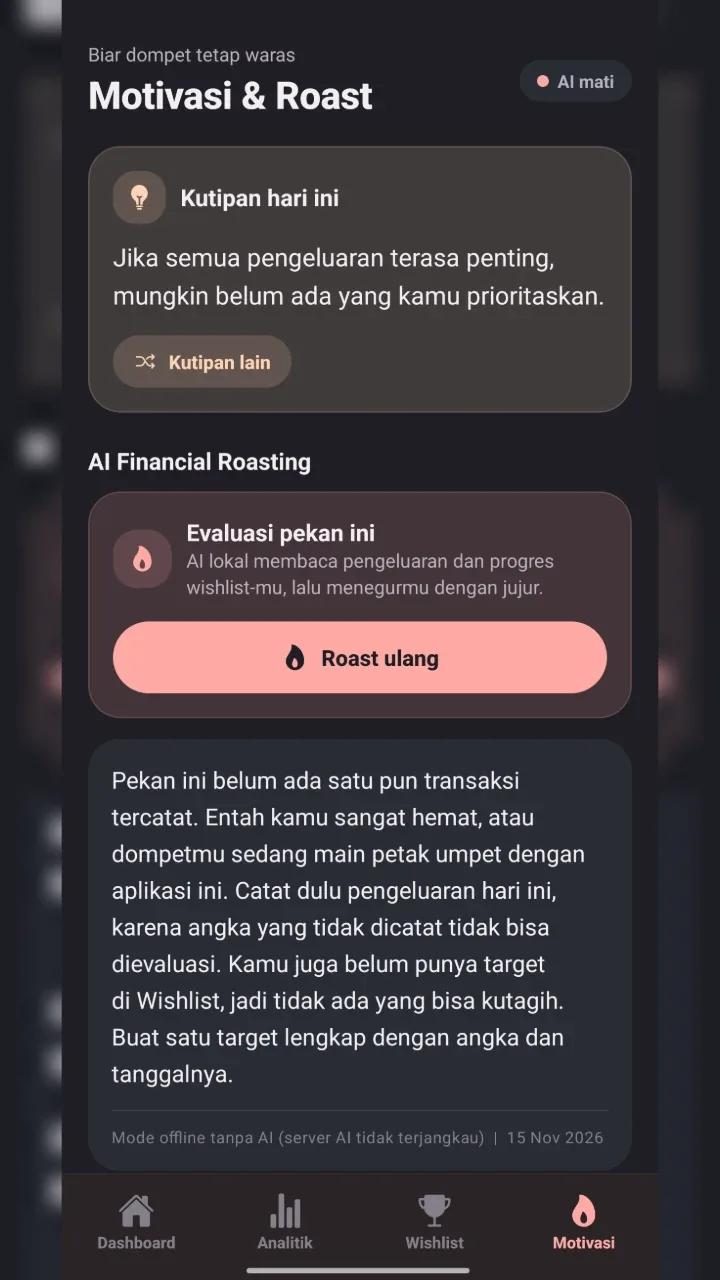 Biar dompet tetap waras
Motivasi & Roast
AI mati
Kutipan hari ini
Jika semua pengeluaran terasa penting,
mungkin belum ada yang kamu prioritaskan.
Kutipan lain
AI Financial Roasting
Evaluasi pekan ini
AI lokal membaca pengeluaran dan progres
wishlist-mu, lalu menegurmu dengan jujur.
Roast ulang
Pekan ini belum ada satu pun transaksi
tercatat. Entah kamu sangat hemat, atau
dompetmu sedang main petak umpet dengan
aplikasi ini. Catat dulu pengeluaran hari ini,
karena angka yang tidak dicatat tidak bisa
dievaluasi. Kamu juga belum punya target
di Wishlist, jadi tidak ada yang bisa kutagih.
Buat satu target lengkap dengan angka dan
tanggalnya.
Mode offline tanpa AI (server AI tidak terjangkau) | 15 Nov 2026
Dashboard
Analitik
Wishlist
Motivasi